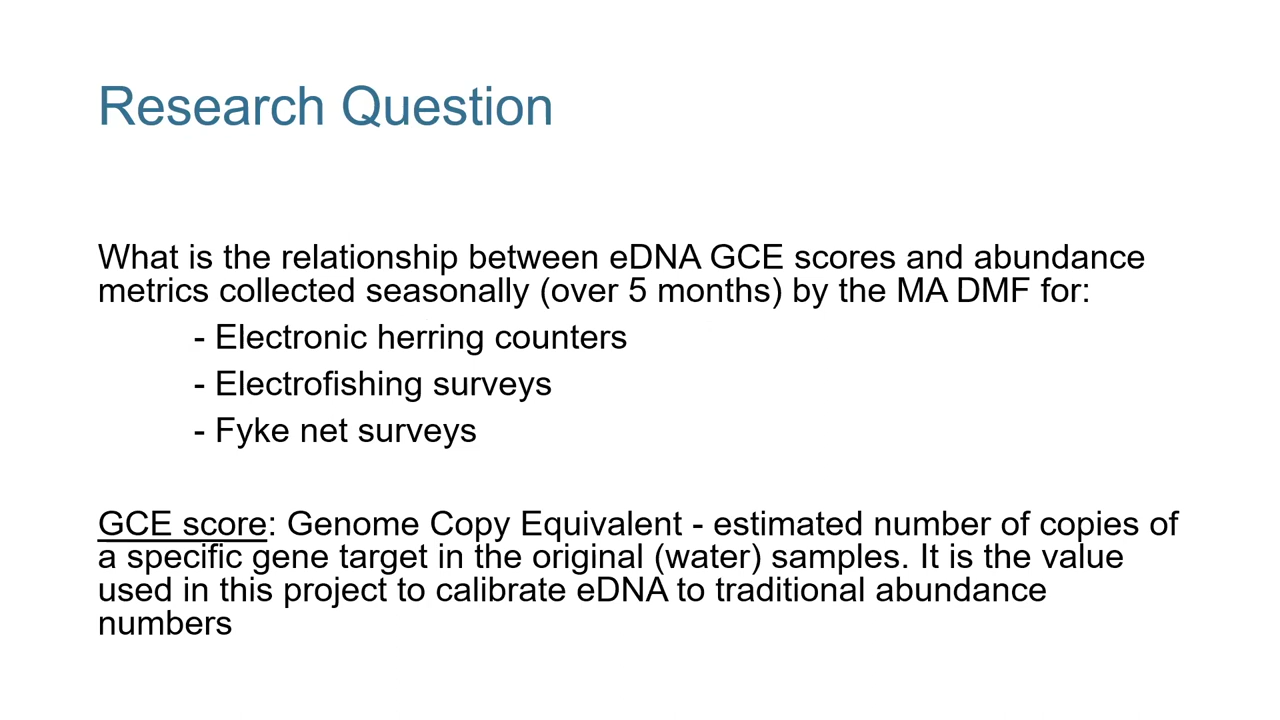 Research Question
What is the relationship between eDNA GCE scores and abundance
metrics collected seasonally (over 5 months) by the MA DMF for:
- Electronic herring counters
- Electrofishing surveys
- Fyke net surveys
GCE score: Genome Copy Equivalent - estimated number of copies of
a specific gene target in the original (water) samples. It is the value
used in this project to calibrate eDNA to traditional abundance
numbers